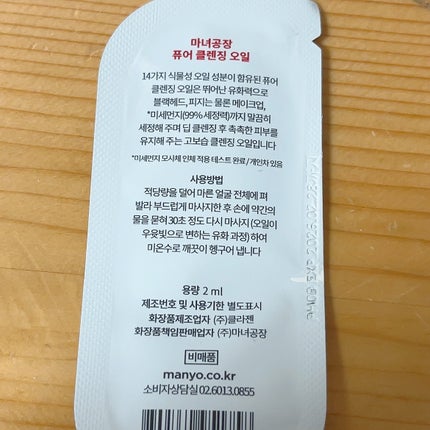 마녀공장
퓨어 클렌징 오일
14가지 식물성 오일 성분이 함유된 퓨어
클렌징 오일은 뛰어난 유화력으로
블랙헤드, 피지는 물론 메이크업,
*미세먼지(99% 세정력)까지 말끔히
세정해 주며 딥 클렌징 후 촉촉한 피부를
유지해 주는 고보습 클렌징 오일입니다
*미세먼지 모사체 인체 적용 테스트 완료/개인차 있음
사용방법
적당량을 덜어 마른 얼굴 전체에 펴
발라 부드럽게 마사지한 후 손에 약간의
물을 묻혀 30초 정도 다시 마사지 (오일이
우윳빛으로 변하는 유화 과정) 하여
미온수로 깨끗이 헹구어 냅니다
용량 2 ml
제조번호 및 사용기한 별도표시
화장품제조업자 (주)클라젠
화장품책임판매업자 (주)마녀공장
비매품
manyo.co.kr
소비자상담실 02.6013.0855